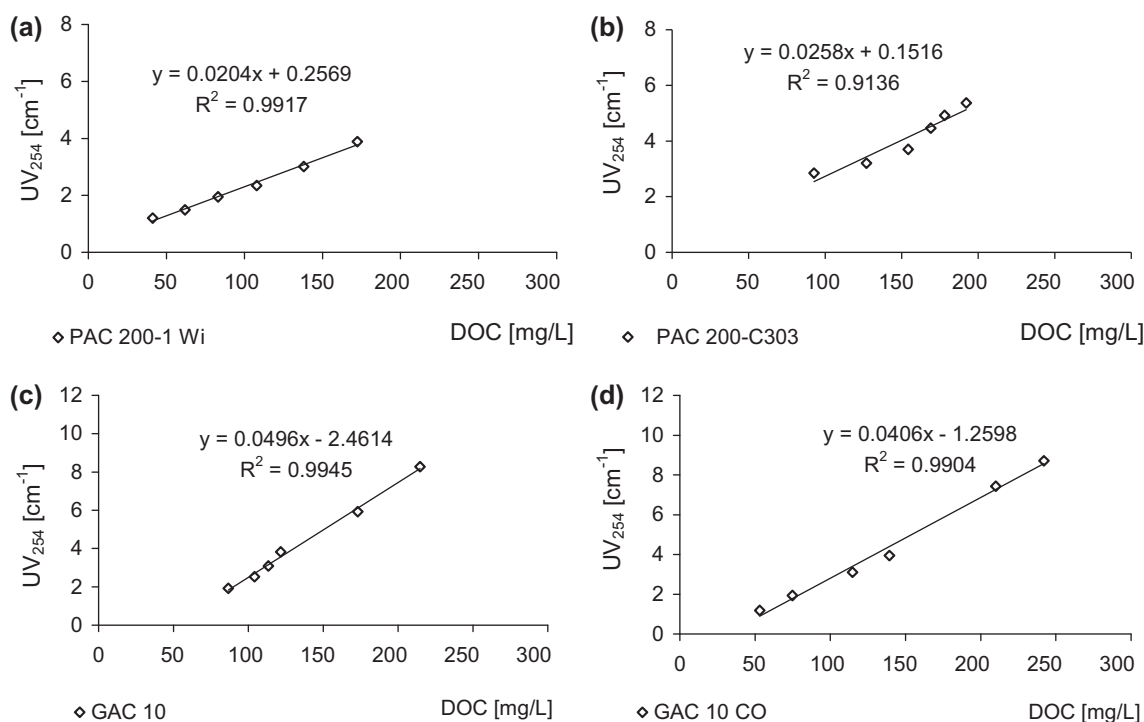 (a)
8
6
4
2
0
UV254 [cm-1]
y = 0.0204x + 0.2569
R2 = 0.9917
0 50 100 150 200 250 300
PAC 200-1 Wi DOC [mg/L]
(b)
8
6
4
2
0
UV254 [cm-1]
y = 0.0258x + 0.1516
R2 = 0.9136
0 50 100 150 200 250 300
PAC 200-C303 DOC [mg/L]
(c)
12
10
8
6
4
2
0
UV254 [cm-1]
y = 0.0496x - 2.4614
R2 = 0.9945
0 50 100 150 200 250 300
GAC 10 DOC [mg/L]
(d)
12
10
8
6
4
2
0
UV254 [cm-1]
y = 0.0406x - 1.2598
R2 = 0.9904
0 50 100 150 200 250 300
GAC 10 CO DOC [mg/L]